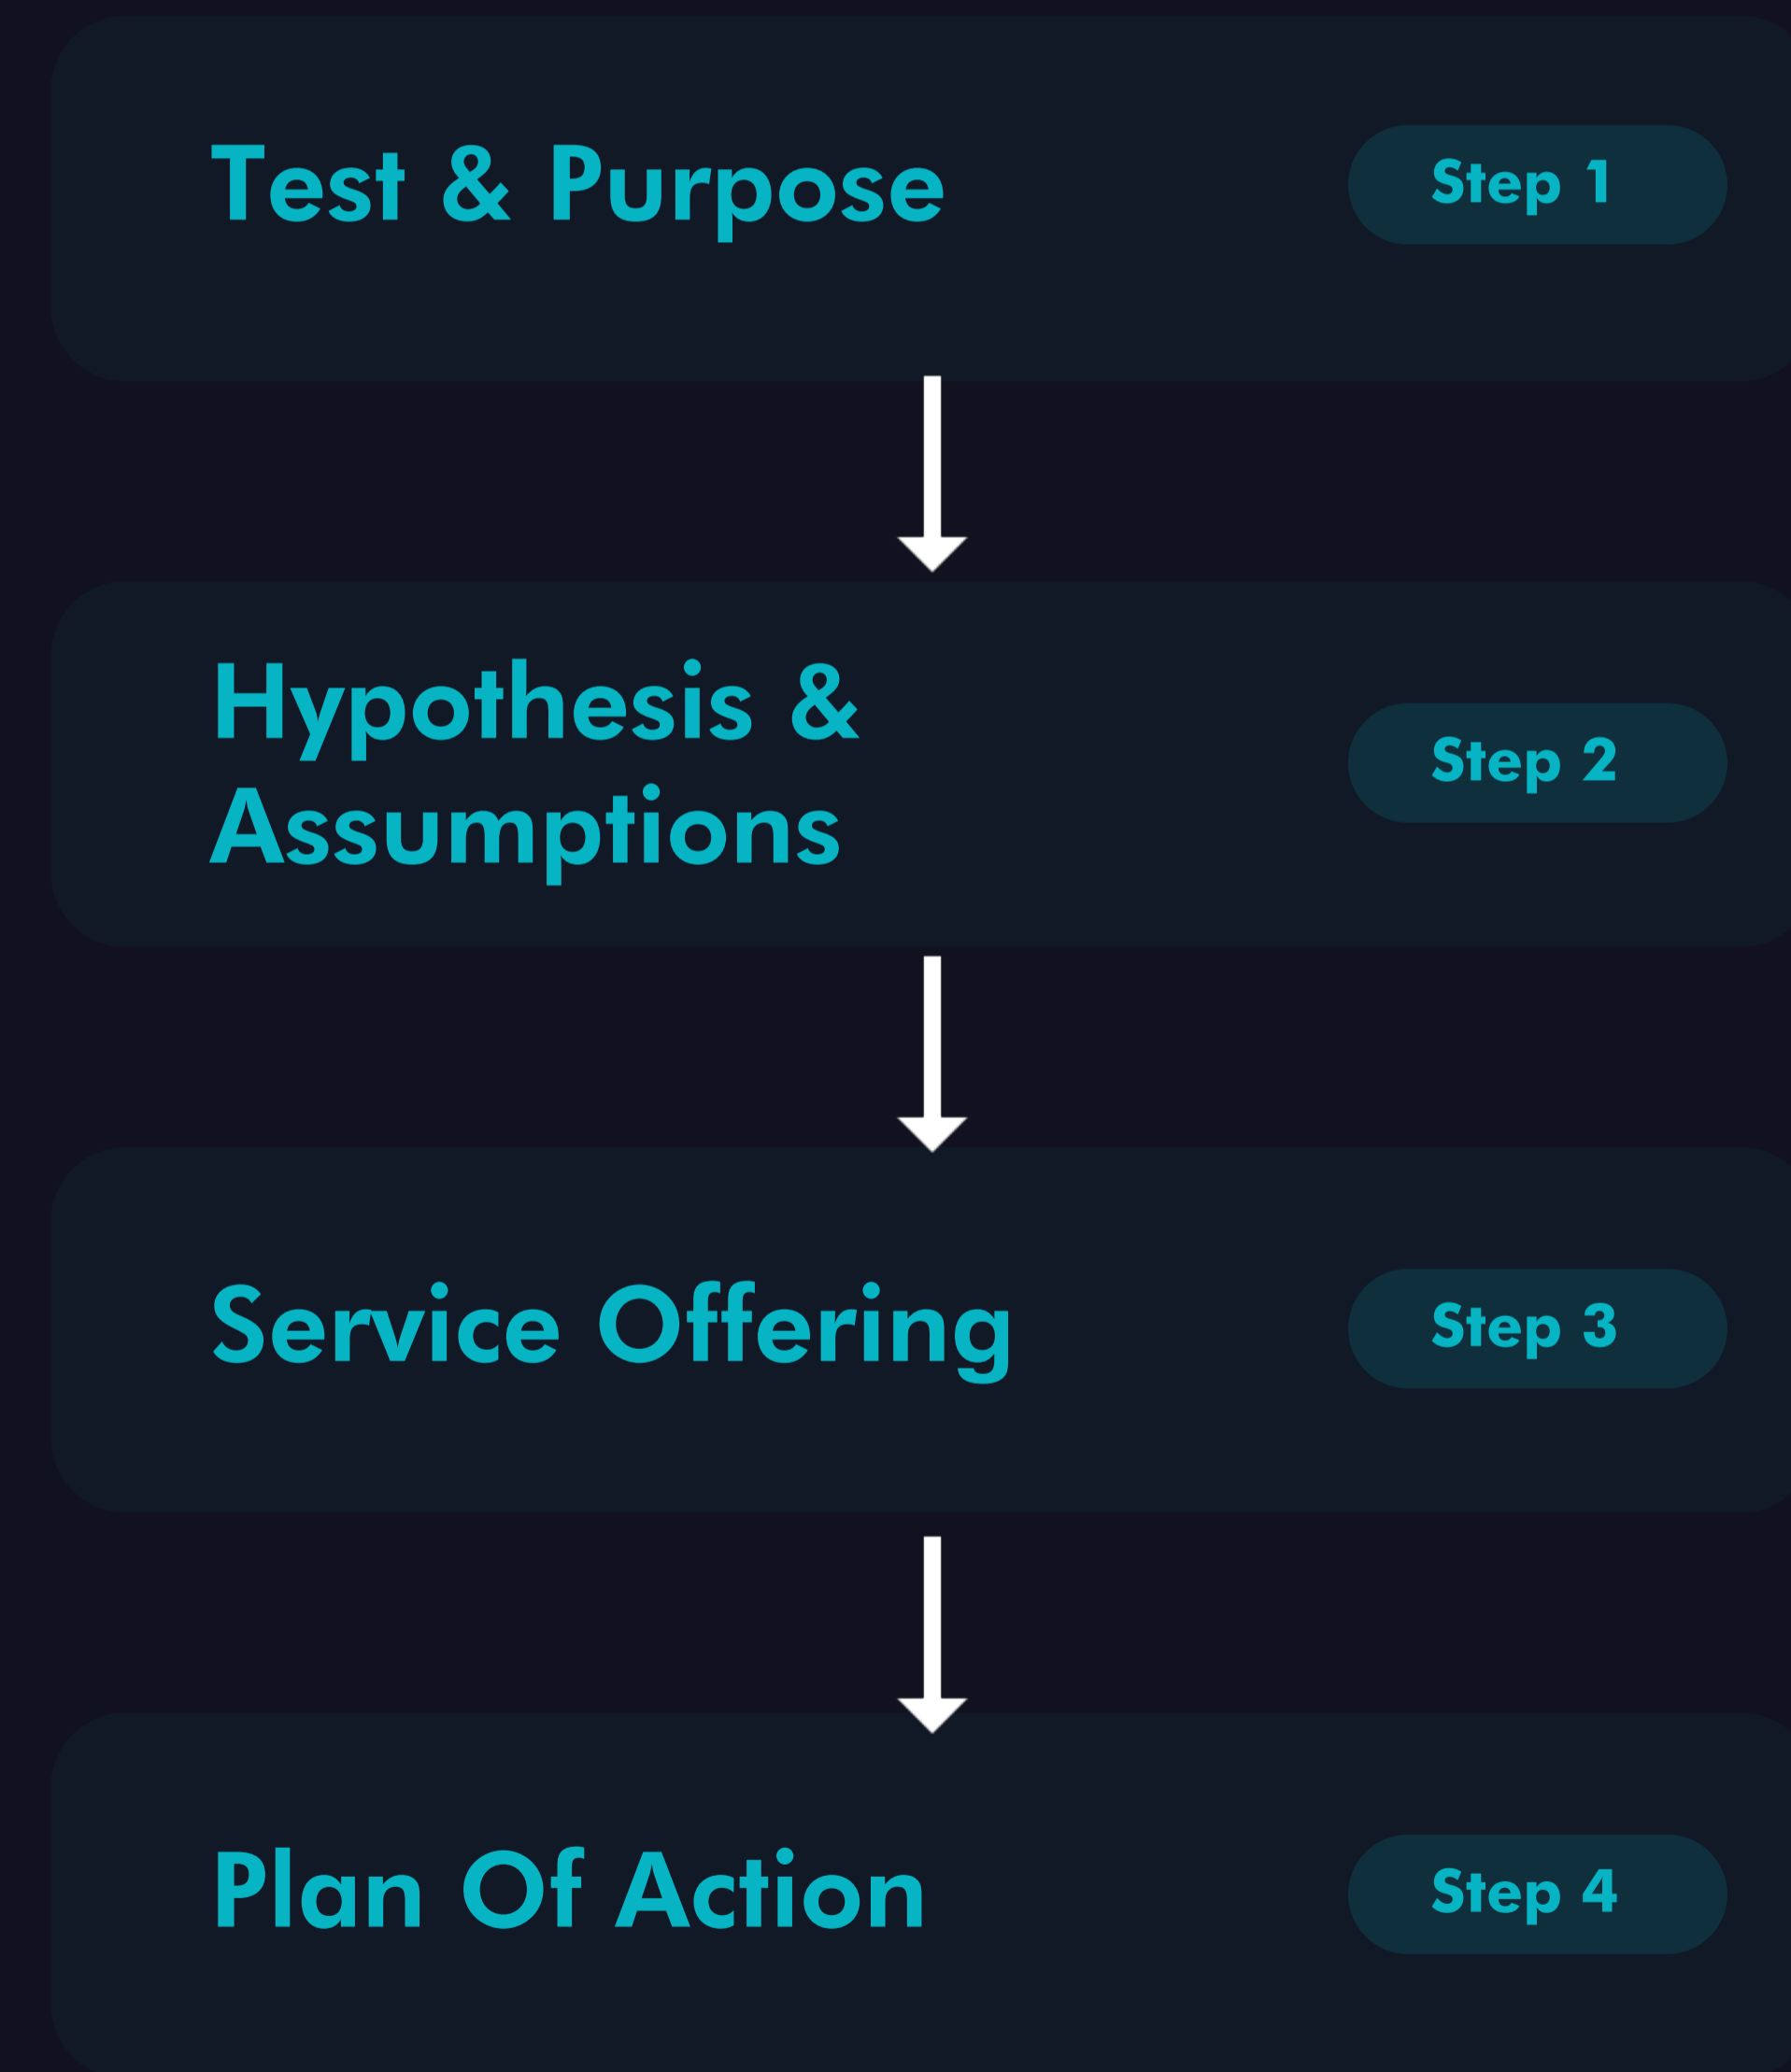 Test & Purpose
Step 1
Hypothesis &
Assumptions
Step 2
Service Offering
Step 3
Plan Of Action
Step 4